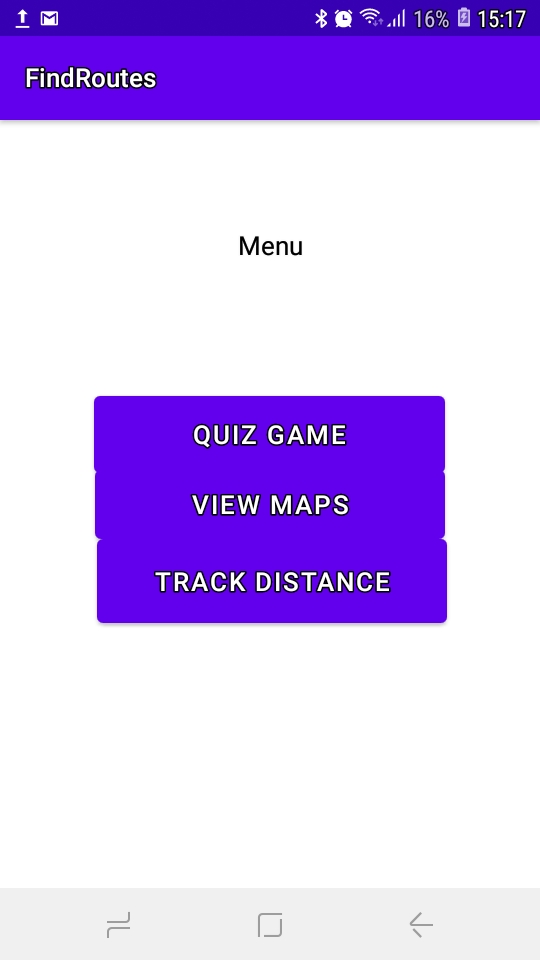 16% 15:17
FindRoutes
Menu
QUIZ GAME
VIEW MAPS
TRACK DISTANCE